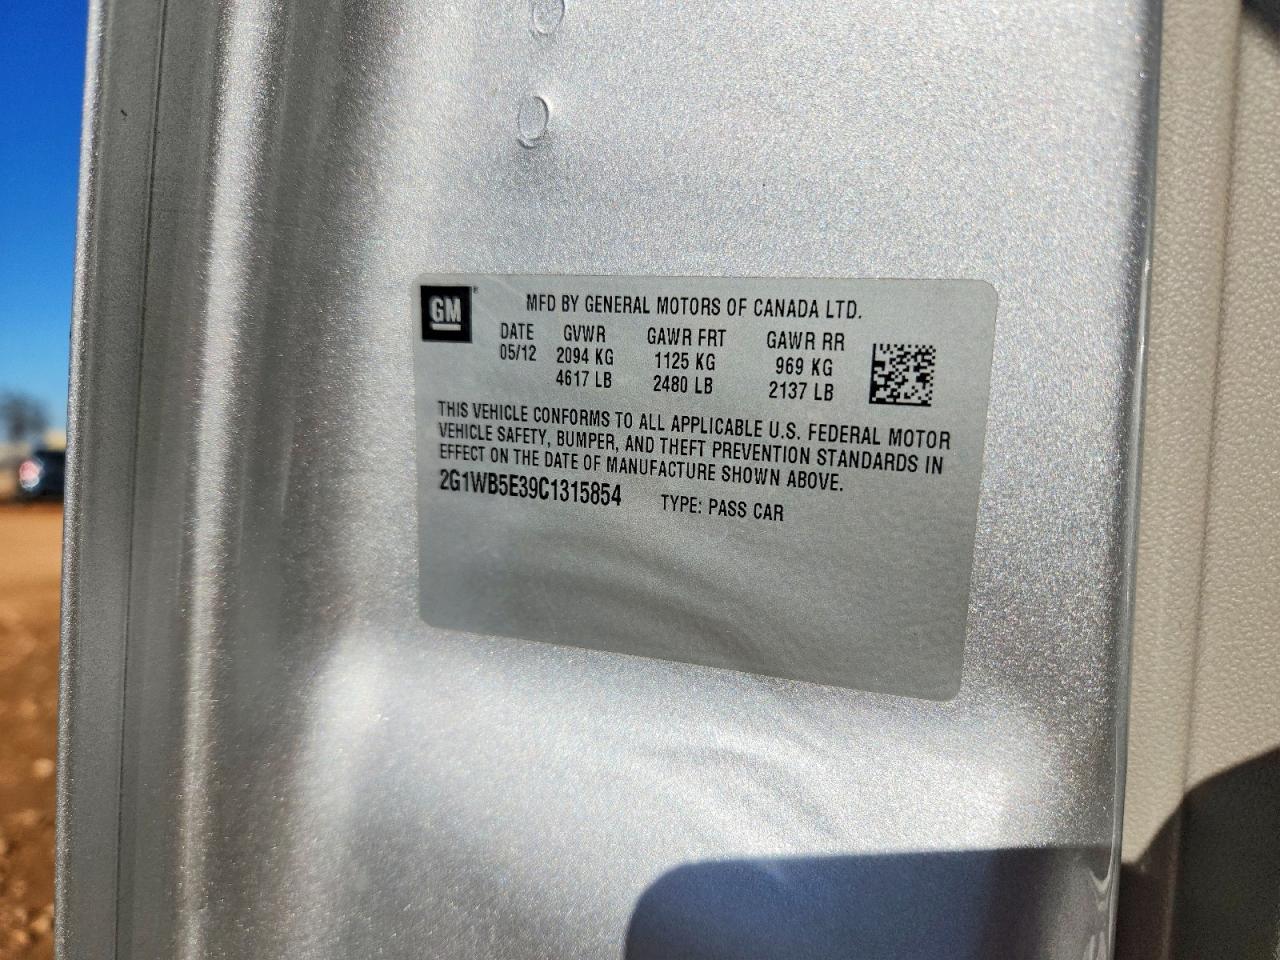 GM
MFD BY GENERAL MOTORS OF CANADA LTD.
DATE GVWR GAWR FRT GAWR RR
05/12 2094 KG 1125 KG 969 KG
4617 LB 2480 LB 2137 LB
THIS VEHICLE CONFORMS TO ALL APPLICABLE U.S. FEDERAL MOTOR
VEHICLE SAFETY, BUMPER, AND THEFT PREVENTION STANDARDS IN
EFFECT ON THE DATE OF MANUFACTURE SHOWN ABOVE.
2G1WB5E39C1315854 TYPE: PASS CAR